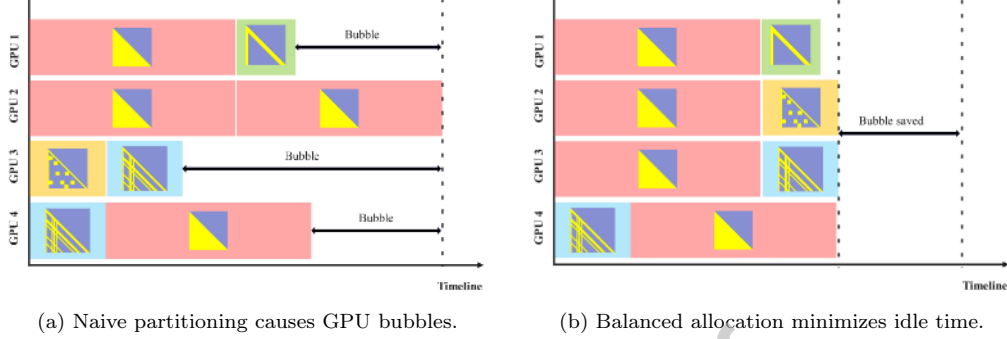 GPU 1
Bubble
GPU 2
GPU 3
Bubble
GPU 4
Bubble
Timeline
(a) Naive partitioning causes GPU bubbles.
GPU 1
GPU 2
Bubble saved
GPU 3
GPU 4
Timeline
(b) Balanced allocation minimizes idle time.